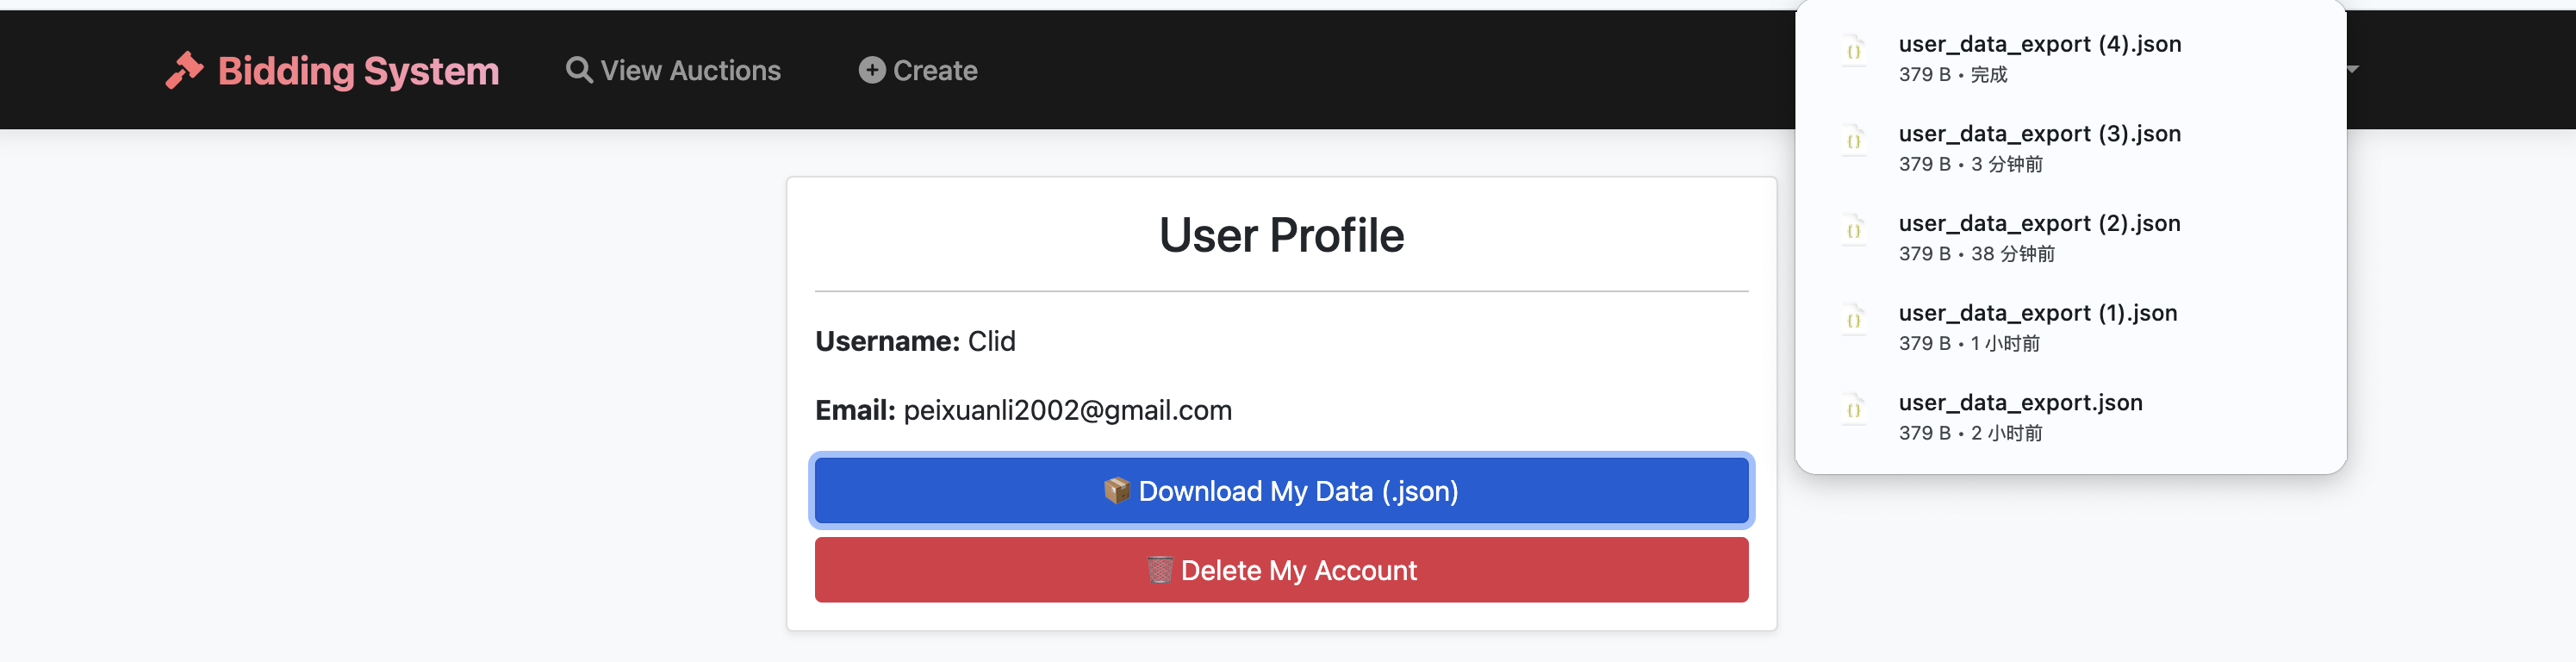 Bidding System
View Auctions
Create
User Profile
Username: Clid
Email: peixuanli2002@gmail.com
📦 Download My Data (.json)
🗑️ Delete My Account
user_data_export (4).json
379 B • 完成
user_data_export (3).json
379 B • 3 分钟前
user_data_export (2).json
379 B • 38 分钟前
user_data_export (1).json
379 B • 1 小时前
user_data_export.json
379 B • 2 小时前